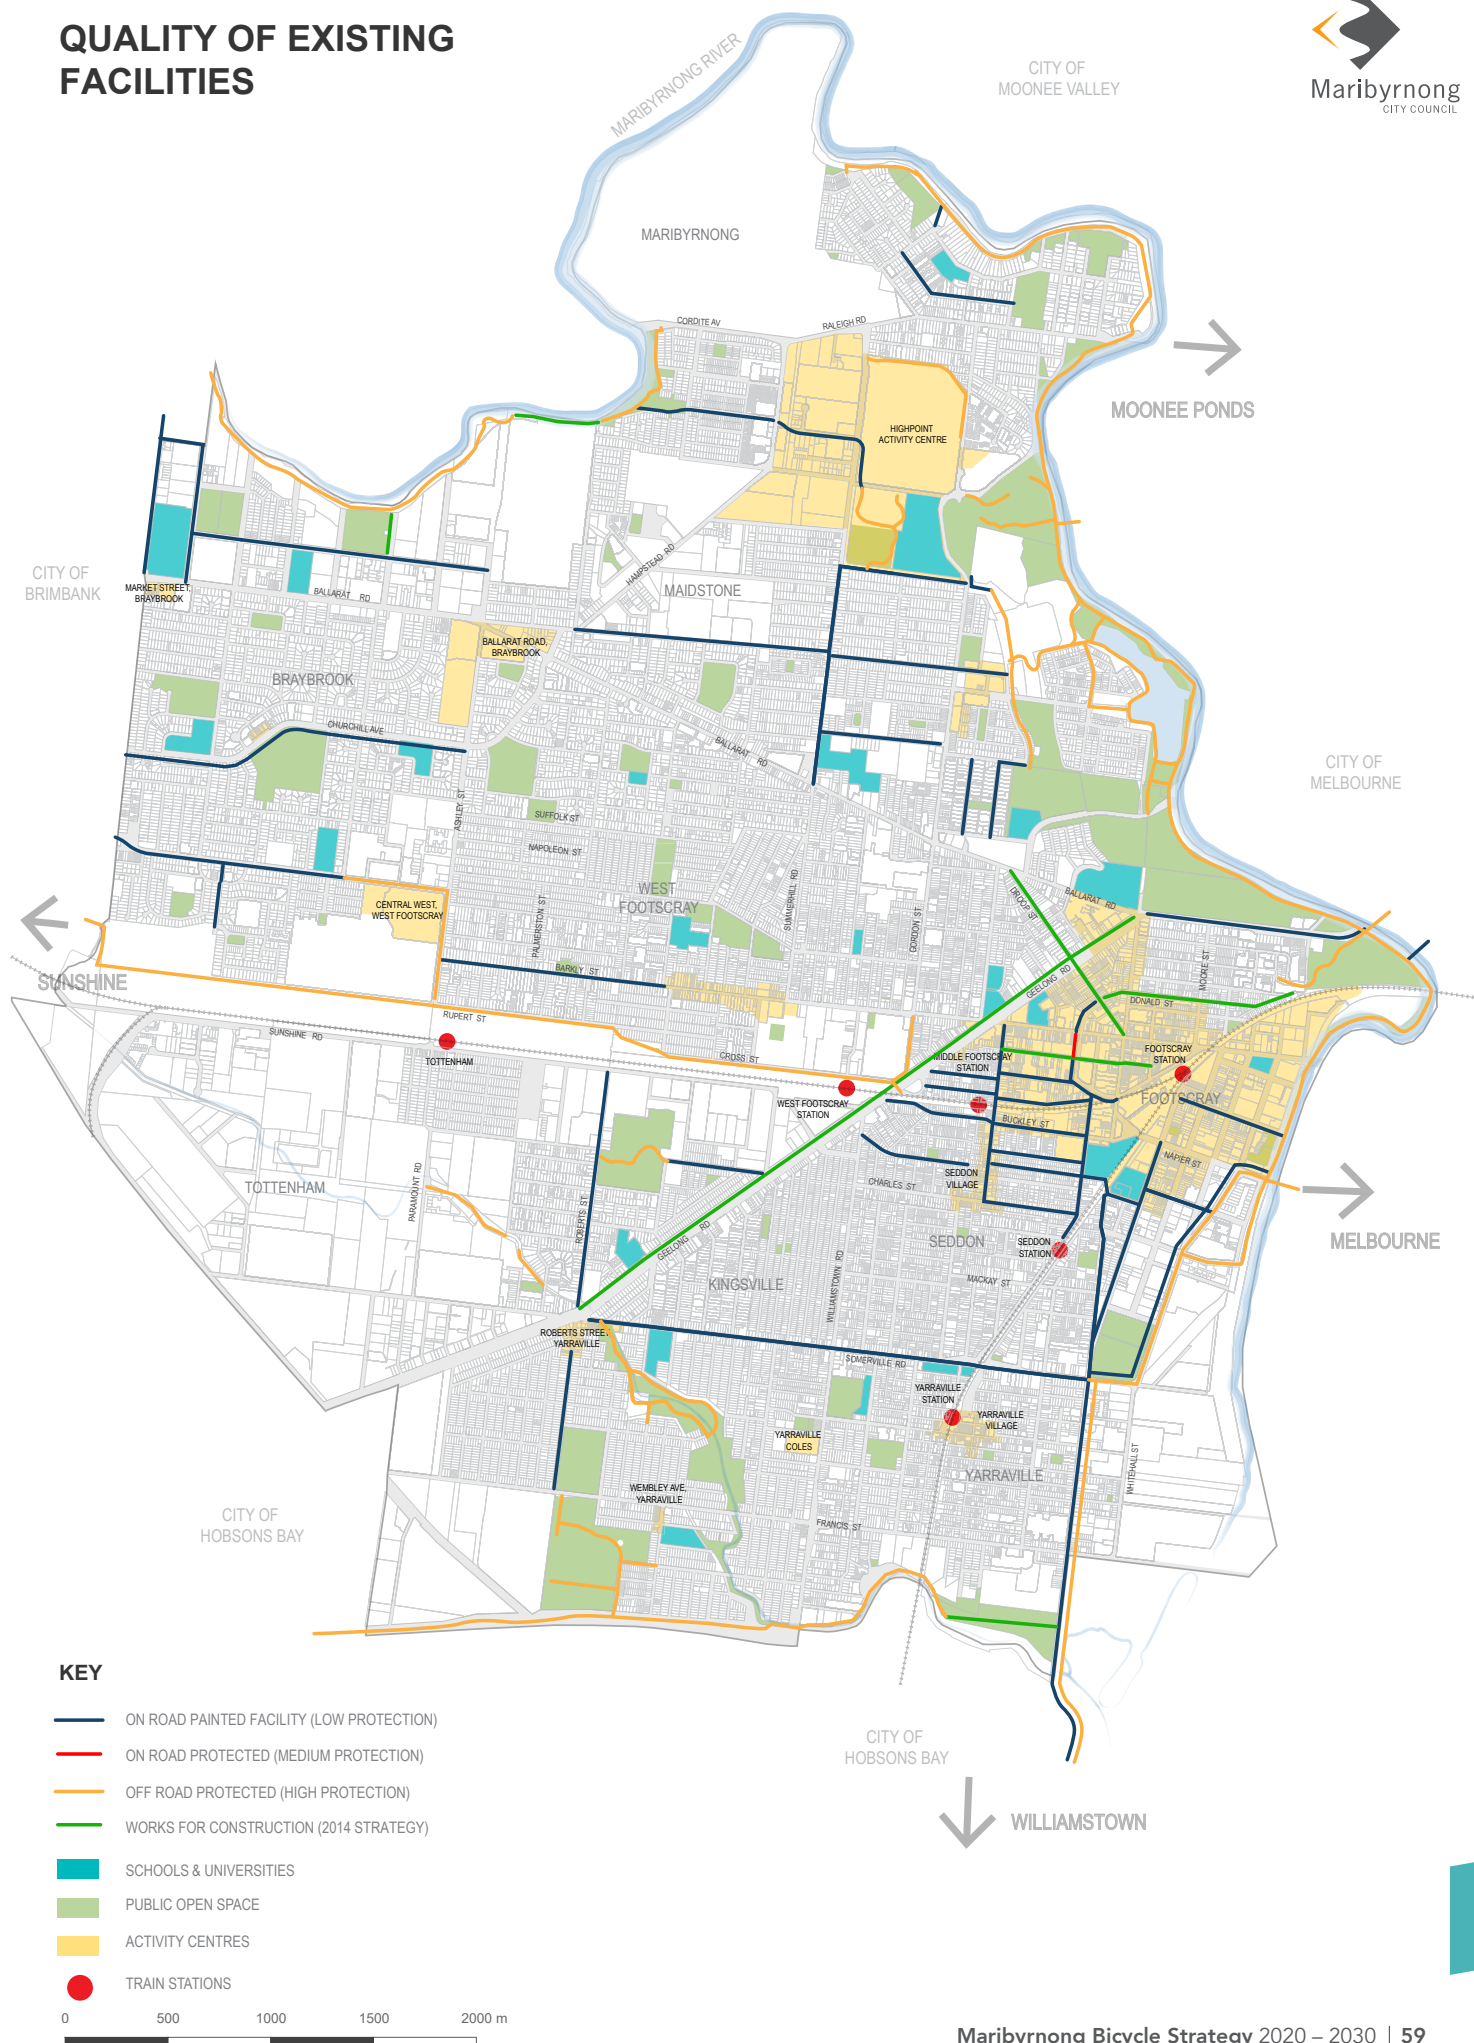 QUALITY OF EXISTING
FACILITIES
Maribyrnong
CITY COUNCIL
CITY OF
MOONEE VALLEY
MARIBYRNONG RIVER
MARIBYRNONG
CORDITE AV
RALEIGH RD
MOONEE PONDS
HIGHPOINT
ACTIVITY CENTRE
CITY OF
BRIMBANK
MARKET STREET,
BRAYBROOK
BALLARAT RD
HAMPSTEAD RD
MAIDSTONE
BALLARAT ROAD,
BRAYBROOK
BRAYBROOK
CHURCHILL AVE
BALLARAT RD
CITY OF
MELBOURNE
ASHLEY ST
SUFFOLK ST
NAPOLEON ST
WEST
FOOTSCRAY
SUMMERHILL RD
DROOP ST
BALLARAT RD
CENTRAL WEST,
WEST FOOTSCRAY
PALMERSTON ST
GORDON ST
MOORE ST
SUNSHINE
BARKLY ST
GEELONG RD
DONALD ST
RUPERT ST
SUNSHINE RD
TOTTENHAM
CROSS ST
MIDDLE FOOTSCRAY
STATION
FOOTSCRAY
STATION
WEST FOOTSCRAY
STATION
FOOTSCRAY
BUCKLEY ST
NAPIER ST
SEDDON
VILLAGE
CHARLES ST
TOTTENHAM
PARAMOUNT RD
ROBERTS ST
GEELONG RD
SEDDON
SEDDON
STATION
MELBOURNE
KINGSVILLE
WILLIAMSTOWN RD
MACKAY ST
ROBERTS STREET
YARRAVILLE
SOMERVILLE RD
YARRAVILLE
STATION
YARRAVILLE
VILLAGE
YARRAVILLE
COLES
YARRAVILLE
WHITEHALL ST
WEMBLEY AVE,
YARRAVILLE
FRANCIS ST
CITY OF
HOBSONS BAY
CITY OF
HOBSONS BAY
WILLIAMSTOWN
KEY
ON ROAD PAINTED FACILITY (LOW PROTECTION)
ON ROAD PROTECTED (MEDIUM PROTECTION)
OFF ROAD PROTECTED (HIGH PROTECTION)
WORKS FOR CONSTRUCTION (2014 STRATEGY)
SCHOOLS & UNIVERSITIES
PUBLIC OPEN SPACE
ACTIVITY CENTRES
TRAIN STATIONS
0 500 1000 1500 2000 m
Maribyrnong Bicycle Strategy 2020 – 2030 | 59